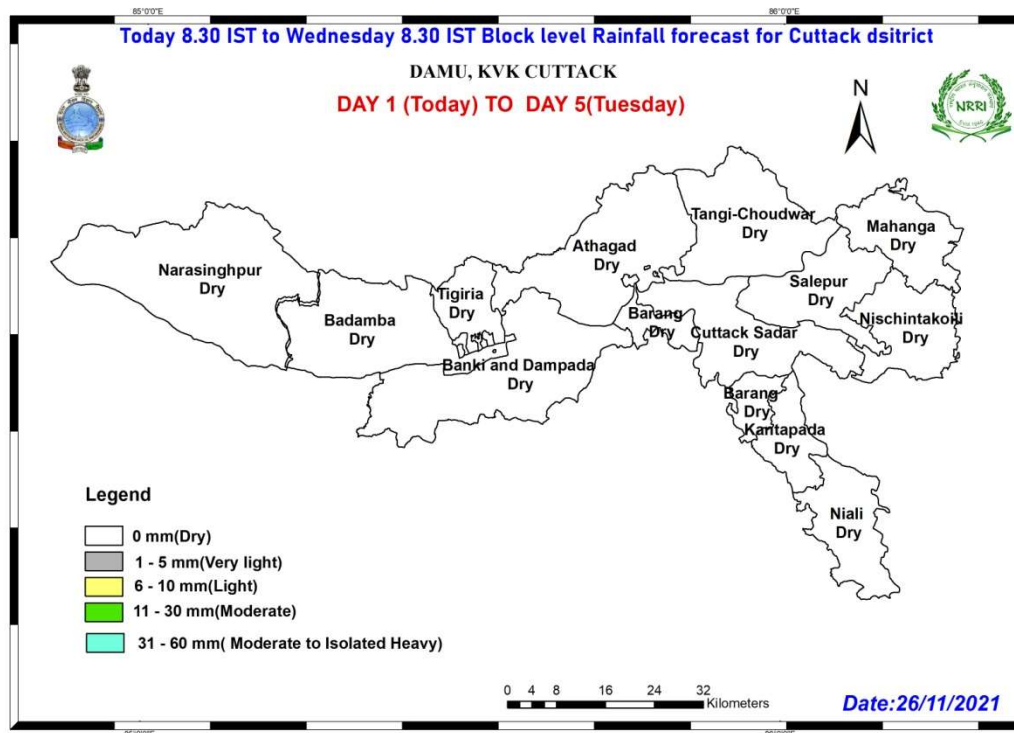 85°0'0"E
86°0'0"E
Today 8.30 IST to Wednesday 8.30 IST Block level Rainfall forecast for Cuttack dsitrict
DAMU, KVK CUTTACK
DAY 1 (Today) TO DAY 5(Tuesday)
N
NRRI
Tangi-Choudwar
Dry
Mahanga
Dry
Athagad
Dry
Narasinghpur
Dry
Salepur
Dry
Tigiria
Dry
Badamba
Dry
Barang
Dry
Cuttack Sadar
Dry
Nischintakoili
Dry
Banki and Dampada
Dry
Barang
Dry
Kantapada
Dry
Niali
Dry
Legend
0 mm(Dry)
1 - 5 mm(Very light)
6 - 10 mm(Light)
11 - 30 mm(Moderate)
31 - 60 mm( Moderate to Isolated Heavy)
0 4 8 16 24 32
Kilometers
Date:26/11/2021